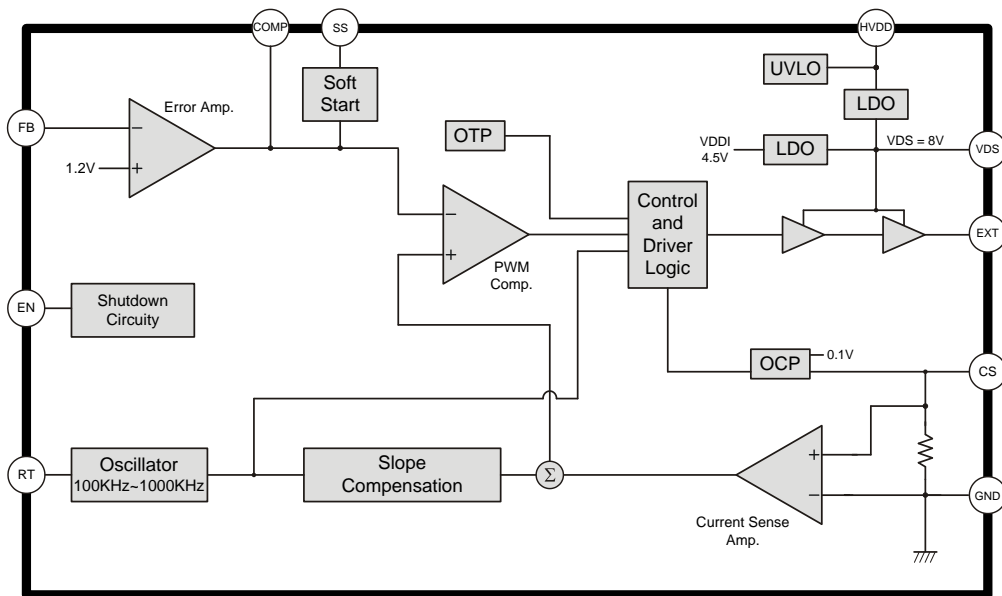 COMP
SS
HVDD
Soft
Start
UVLO
LDO
FB
Error Amp.
−
+
1.2V
OTP
VDDI
4.5V
LDO
VDS = 8V
VDS
Control
and
Driver
Logic
−
+
PWM
Comp.
EXT
EN
Shutdown
Circuity
OCP
0.1V
CS
RT
Oscillator
100KHz~1000KHz
Slope
Compensation
Σ
+
−
Current Sense
Amp.
GND